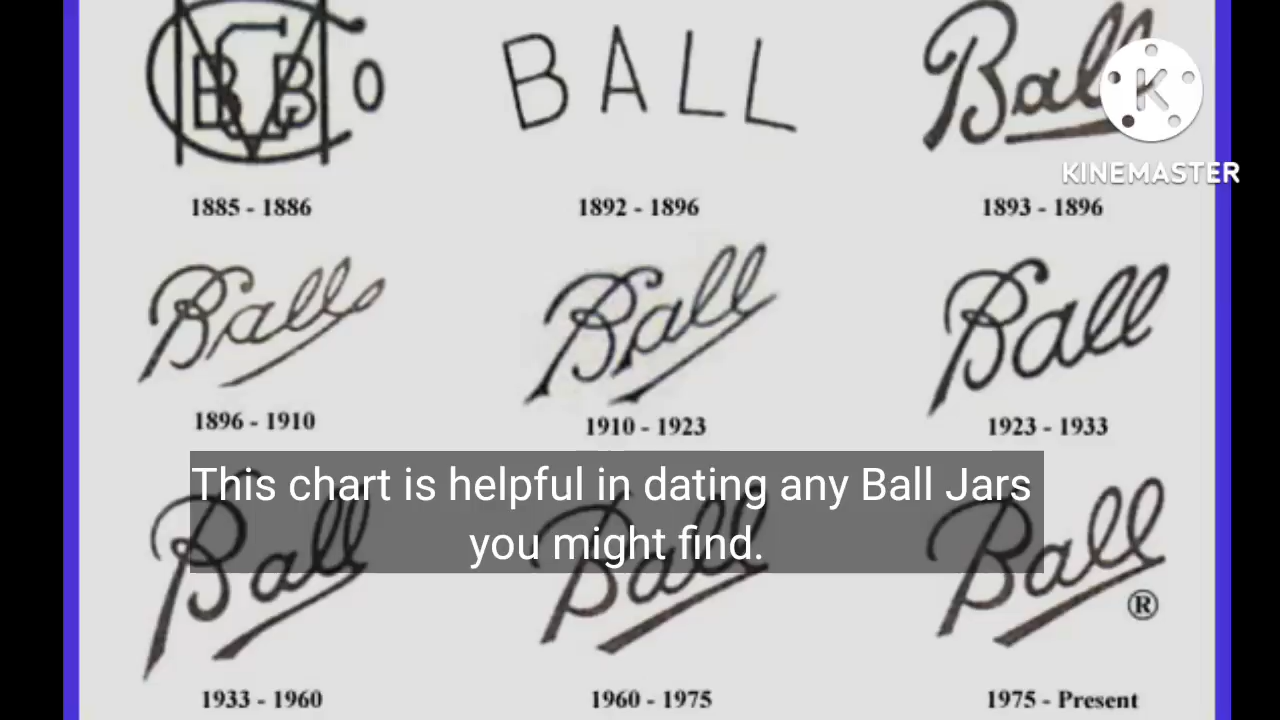 BALL
Ball
K
KINEMASTER
1885 - 1886
1892 - 1896
1893 - 1896
Ball
Ball
Ball
1896 - 1910
1910 - 1923
1923 - 1933
This chart is helpful in dating any Ball Jars
you might find.
Ball
Ball
Ball
®
1933 - 1960
1960 - 1975
1975 - Present